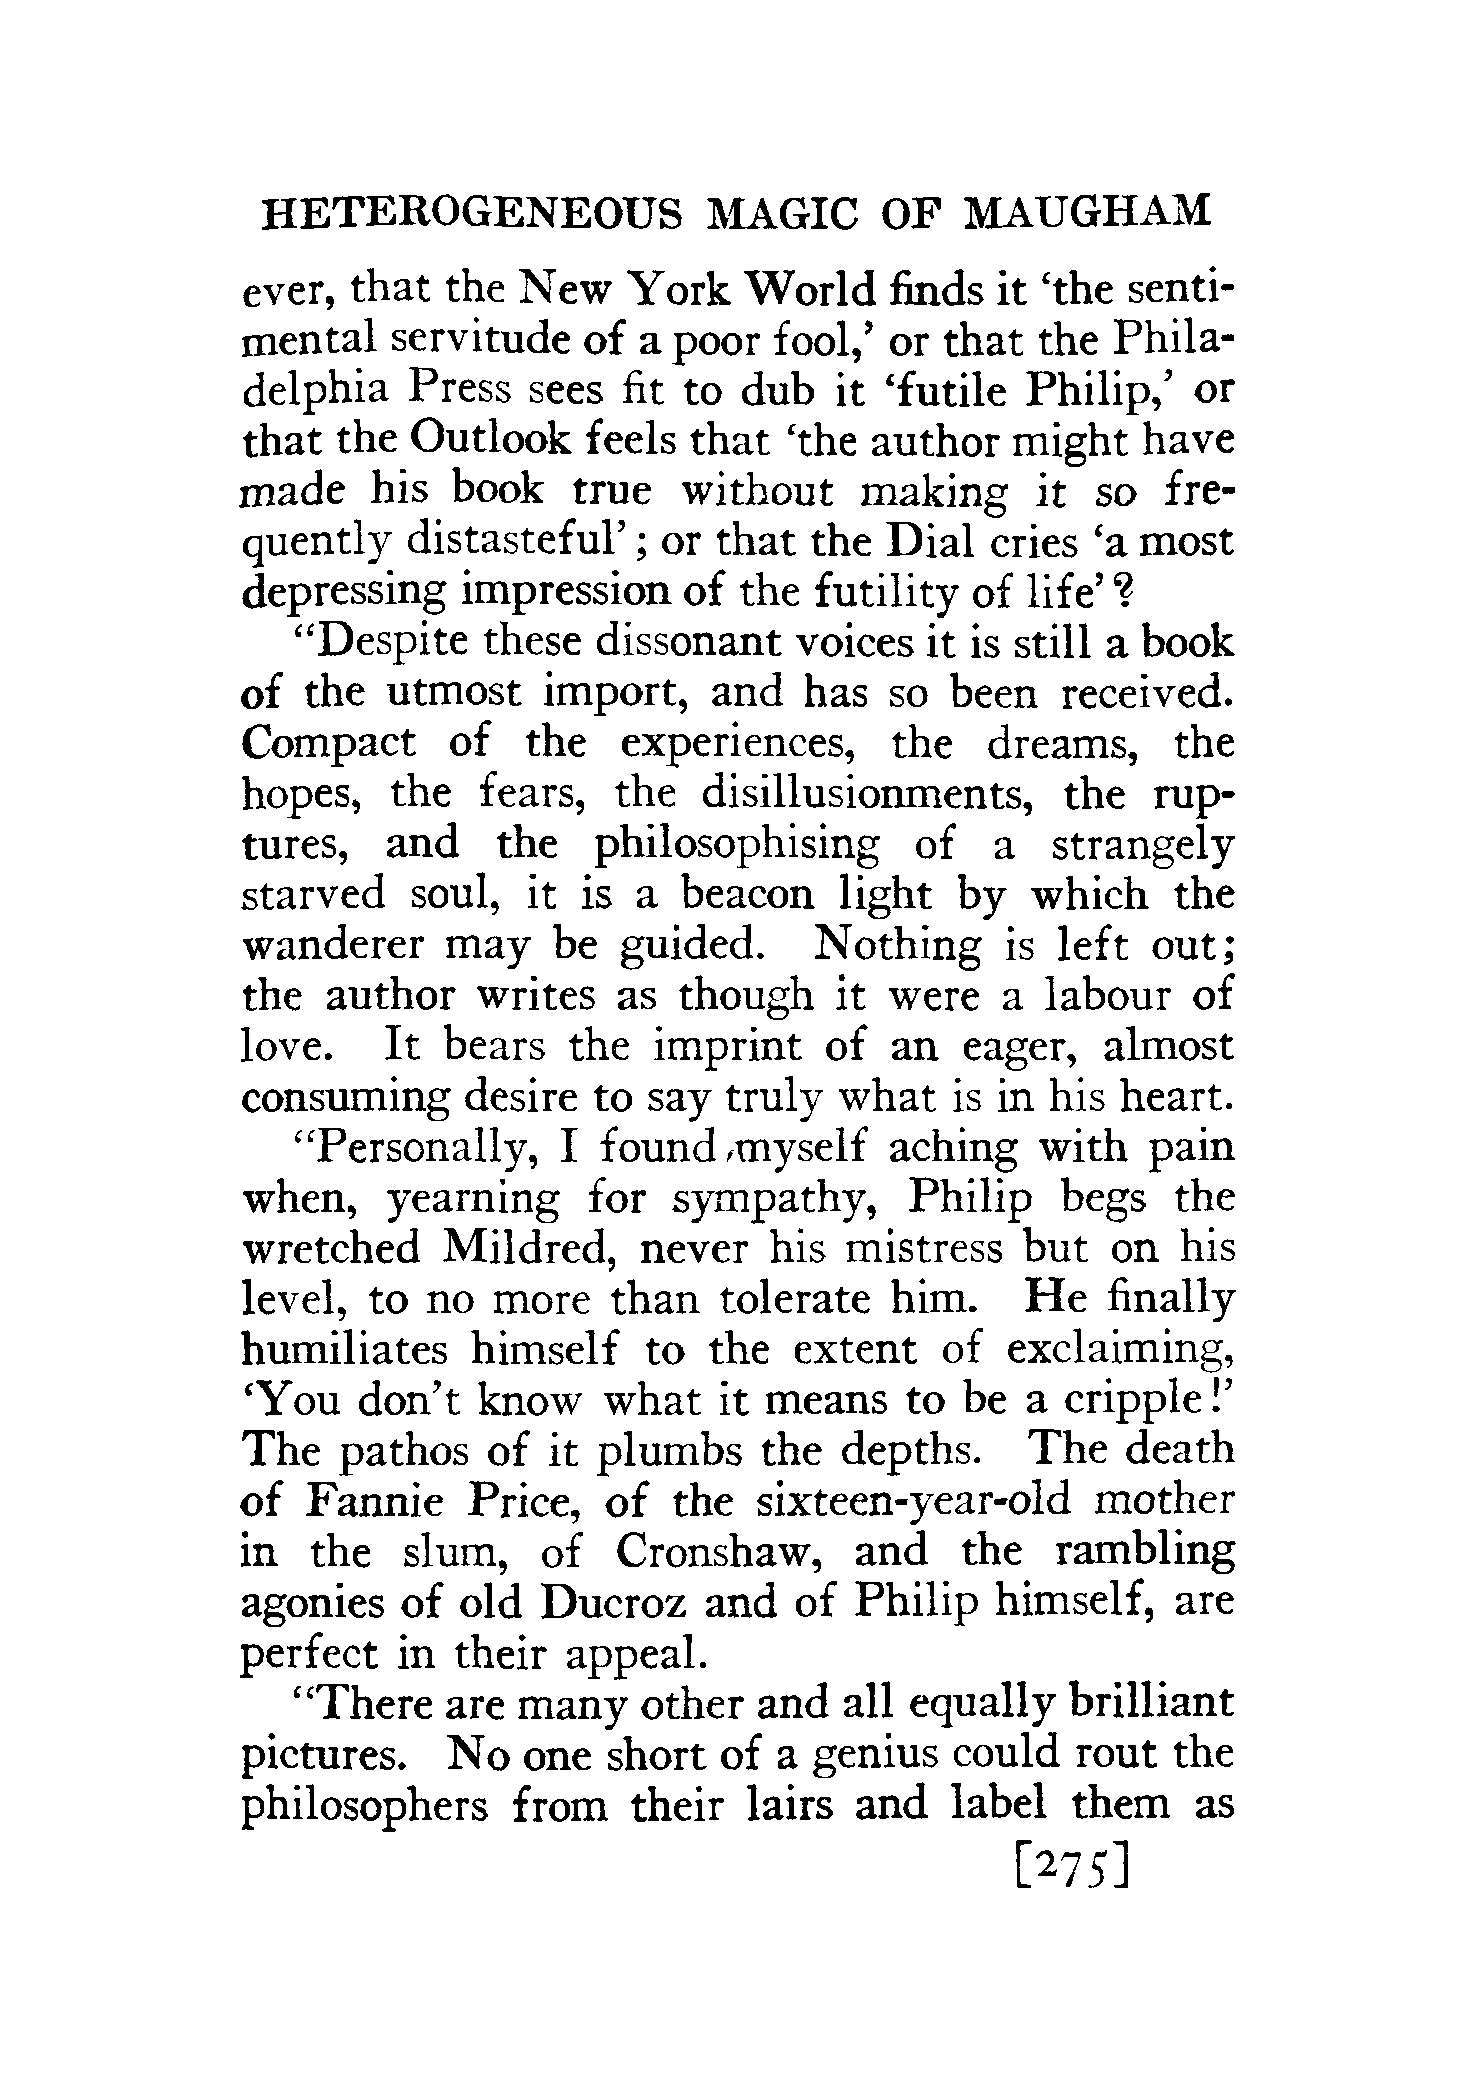 HETEROGENEOUS MAGIC OF MAUGHAM
ever, that the New York World finds it ‘the senti-
mental servitude of a poor fool,’ or that the Phila-
delphia Press sees fit to dub it ‘futile Philip,’ or
that the Outlook feels that ‘the author might have
made his book true without making it so fre-
quently distasteful’; or that the Dial cries ‘a most
depressing impression of the futility of life’?
“Despite these dissonant voices it is still a book
of the utmost import, and has so been received.
Compact of the experiences, the dreams, the
hopes, the fears, the disillusionments, the rup-
tures, and the philosophising of a strangely
starved soul, it is a beacon light by which the
wanderer may be guided. Nothing is left out;
the author writes as though it were a labour of
love. It bears the imprint of an eager, almost
consuming desire to say truly what is in his heart.
“Personally, I found myself aching with pain
when, yearning for sympathy, Philip begs the
wretched Mildred, never his mistress but on his
level, to no more than tolerate him. He finally
humiliates himself to the extent of exclaiming,
‘You don’t know what it means to be a cripple!’
The pathos of it plumbs the depths. The death
of Fannie Price, of the sixteen-year-old mother
in the slum, of Cronshaw, and the rambling
agonies of old Ducroz and of Philip himself, are
perfect in their appeal.
“There are many other and all equally brilliant
pictures. No one short of a genius could rout the
philosophers from their lairs and label them as
[275]